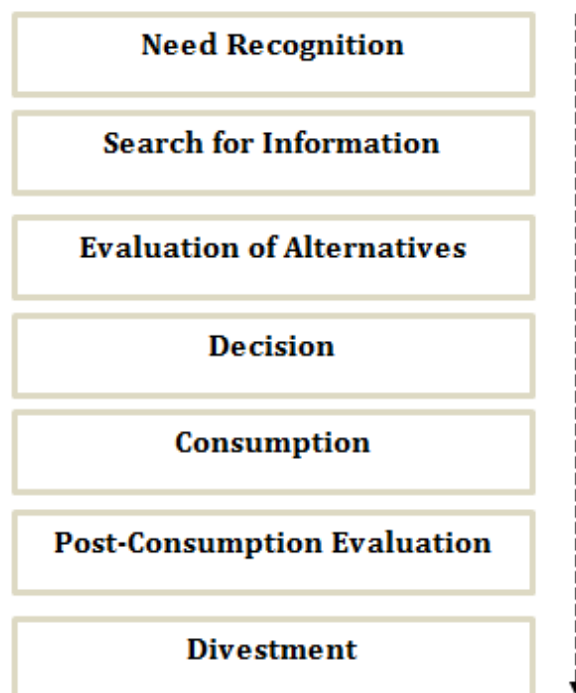 Need Recognition
Search for Information
Evaluation of Alternatives
Decision
Consumption
Post-Consumption Evaluation
Divestment